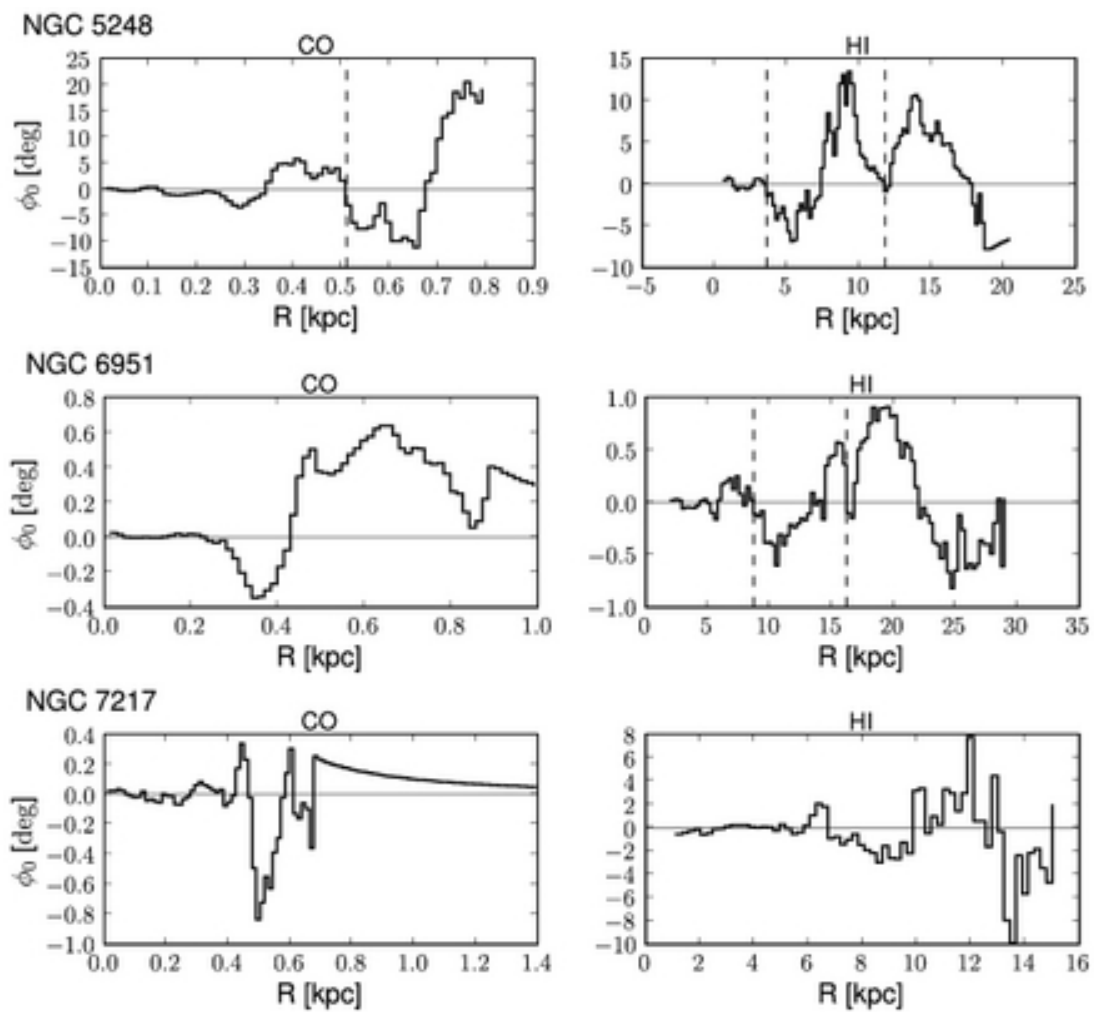 NGC 5248
CO
HI
25
20
15
10
5
0
−5
−10
−15
ϕ₀ [deg]
0.0 0.1 0.2 0.3 0.4 0.5 0.6 0.7 0.8 0.9
R [kpc]
15
10
5
0
−5
−10
−5 0 5 10 15 20 25
R [kpc]
NGC 6951
CO
HI
0.8
0.6
0.4
0.2
0.0
−0.2
−0.4
ϕ₀ [deg]
0.0 0.2 0.4 0.6 0.8 1.0
R [kpc]
1.0
0.5
0.0
−0.5
−1.0
0 5 10 15 20 25 30 35
R [kpc]
NGC 7217
CO
HI
0.4
0.2
0.0
−0.2
−0.4
−0.6
−0.8
−1.0
ϕ₀ [deg]
0.0 0.2 0.4 0.6 0.8 1.0 1.2 1.4
R [kpc]
8
6
4
2
0
−2
−4
−6
−8
−10
0 2 4 6 8 10 12 14 16
R [kpc]